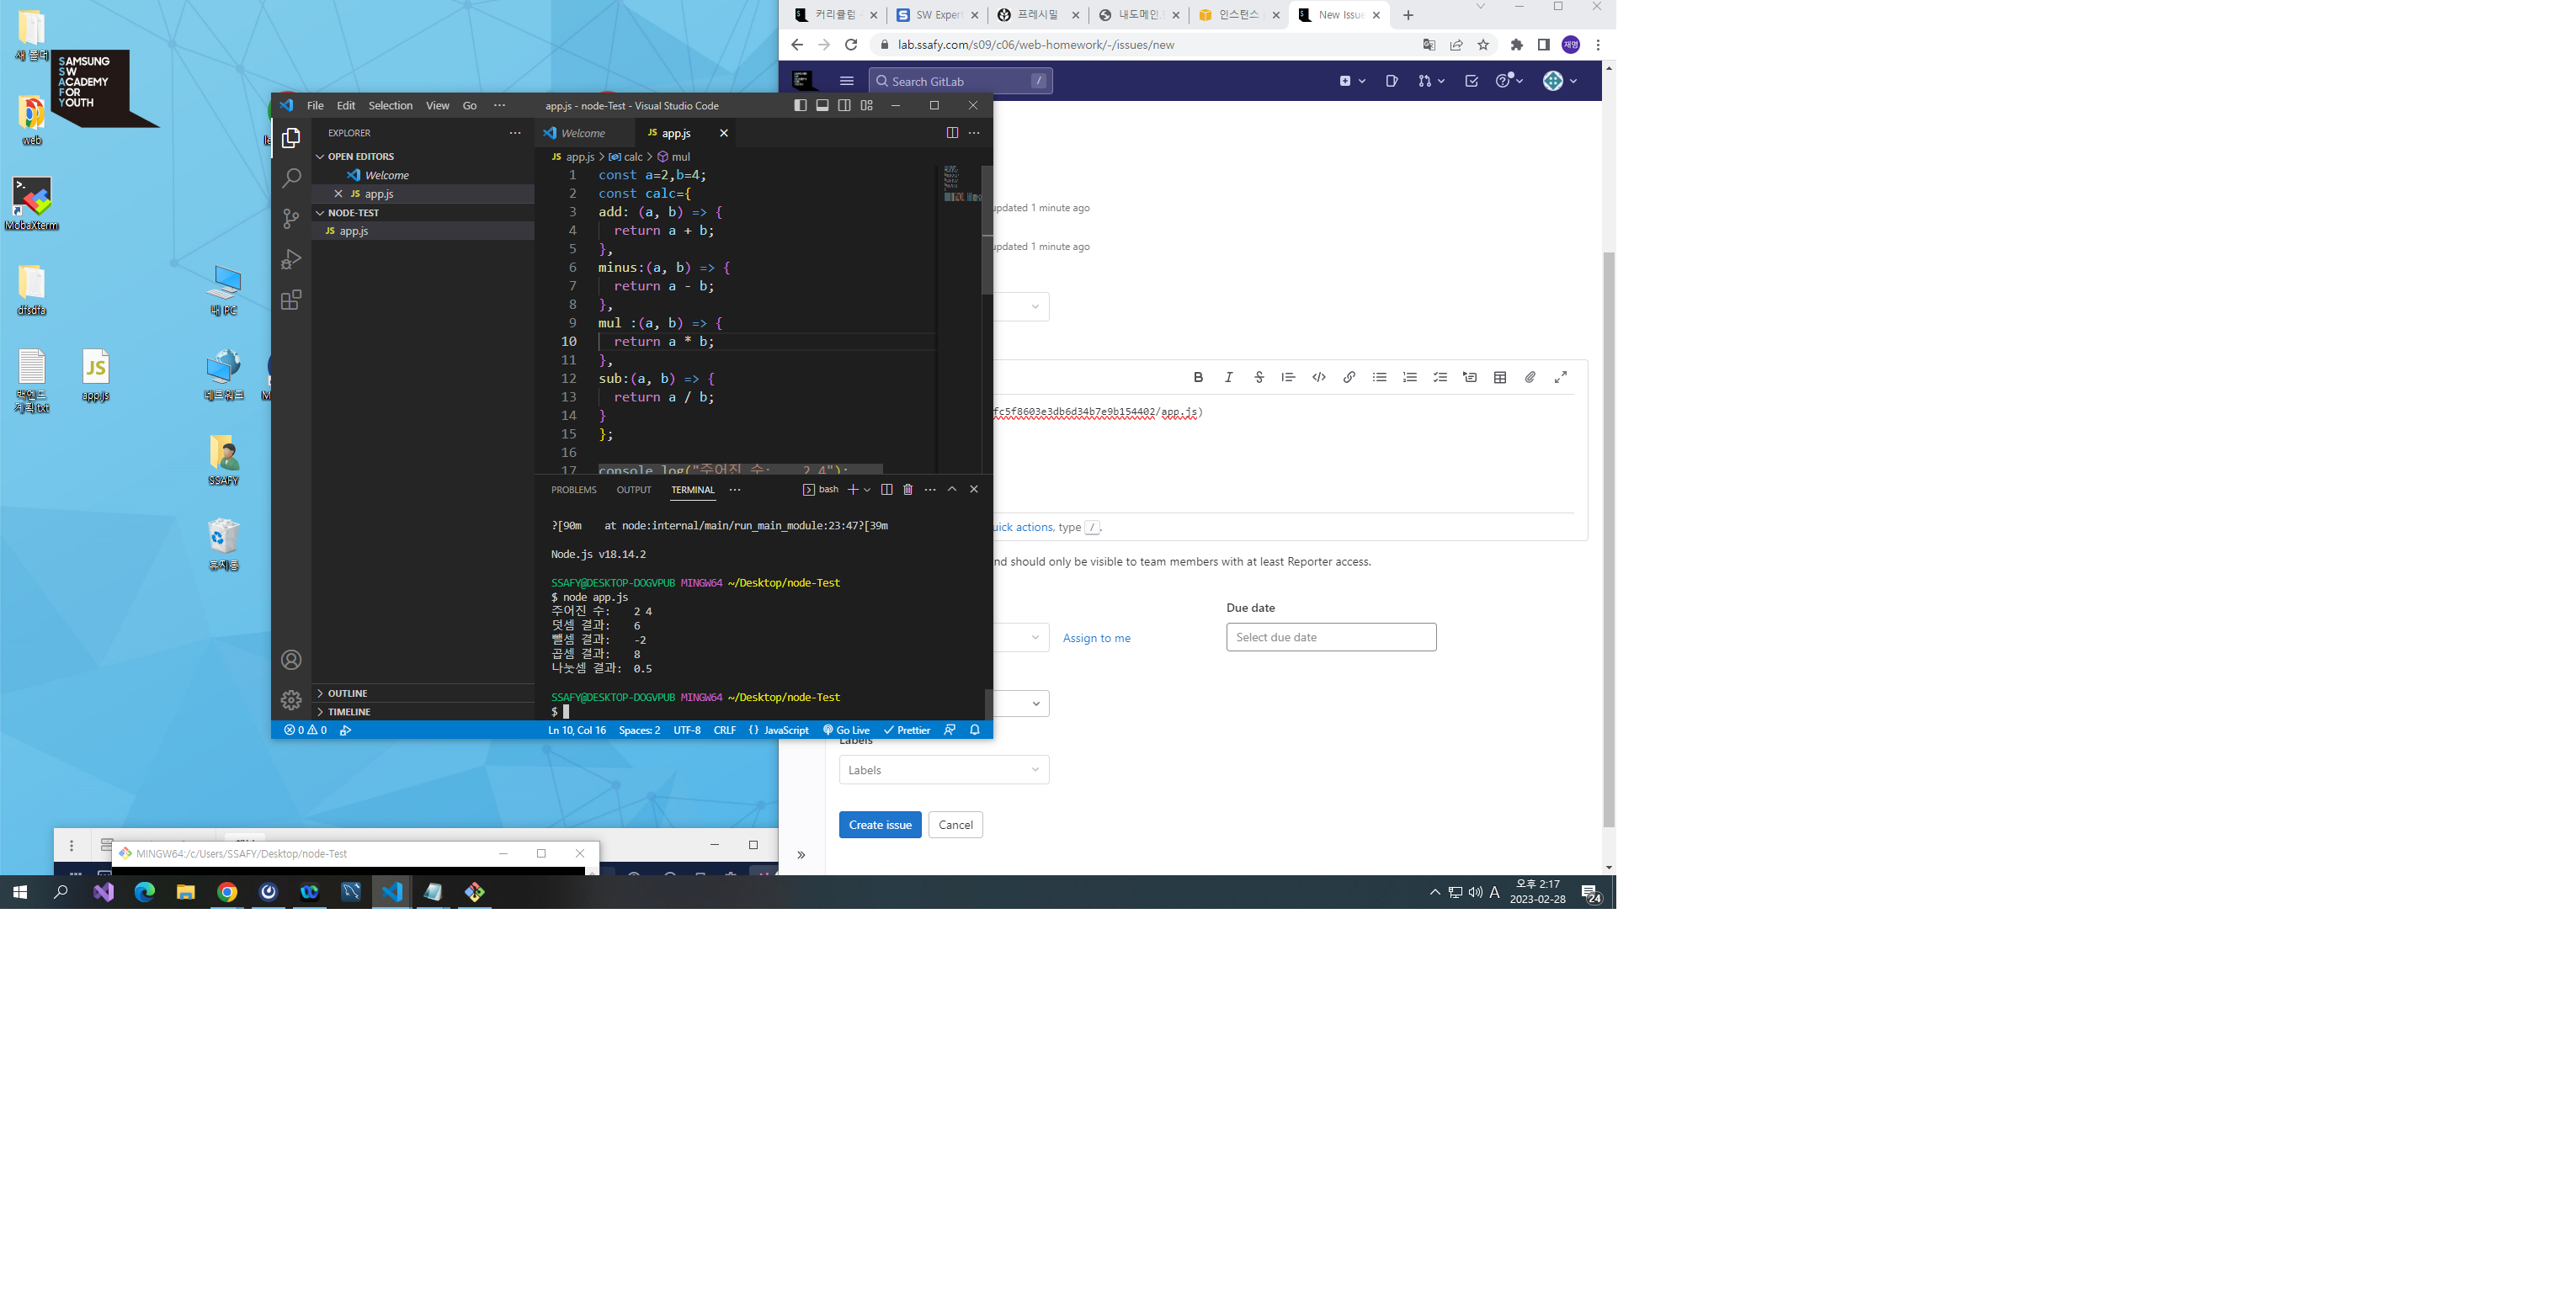 새 폴더
SAMSUNG
SW
ACADEMY
FOR
YOUTH
web
MobaXterm
dfsdfa
내 PC
백엔드
계획.txt
app.js
네트워크
SSAFY
휴지통
File Edit Selection View Go ··· app.js - node-Test - Visual Studio Code
EXPLORER
OPEN EDITORS
Welcome
JS app.js
NODE-TEST
JS app.js
OUTLINE
TIMELINE
Welcome JS app.js
JS app.js > calc > mul
1 const a=2,b=4;
2 const calc={
3 add: (a, b) => {
4 return a + b;
5 },
6 minus:(a, b) => {
7 return a - b;
8 },
9 mul :(a, b) => {
10 return a * b;
11 },
12 sub:(a, b) => {
13 return a / b;
14 }
15 };
16
17 console.log("주어진 수: 2 4");
PROBLEMS OUTPUT TERMINAL ··· bash
?[90m at node:internal/main/run_main_module:23:47?[39m
Node.js v18.14.2
SSAFY@DESKTOP-DOGVPUB MINGW64 ~/Desktop/node-Test
$ node app.js
주어진 수: 2 4
덧셈 결과: 6
뺄셈 결과: -2
곱셈 결과: 8
나눗셈 결과: 0.5
SSAFY@DESKTOP-DOGVPUB MINGW64 ~/Desktop/node-Test
$
0 0 Ln 10, Col 16 Spaces: 2 UTF-8 CRLF {} JavaScript Go Live Prettier
커리큘럼 SW Exper 프레시밀 내도메인 인스턴스 New Issue
lab.ssafy.com/s09/c06/web-homework/-/issues/new
Search GitLab /
updated 1 minute ago
updated 1 minute ago
fc5f8603e3db6d34b7e9b154402/app.js)
uick actions, type /.
nd should only be visible to team members with at least Reporter access.
Due date
Assign to me Select due date
Labels
Labels
Create issue Cancel
MINGW64:/c/Users/SSAFY/Desktop/node-Test
A 오후 2:17
2023-02-28
24